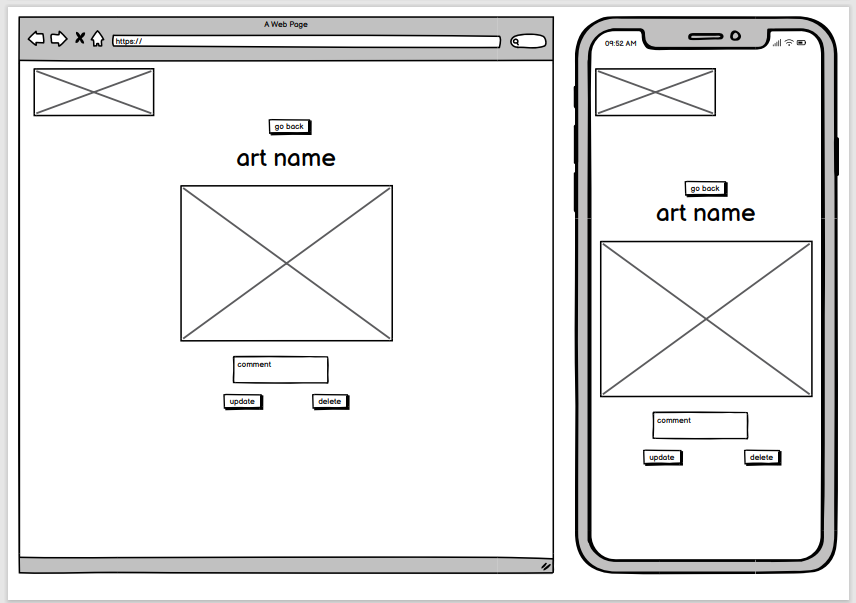 A Web Page
https://
go back
art name
comment
update
delete
09:52 AM
go back
art name
comment
update
delete